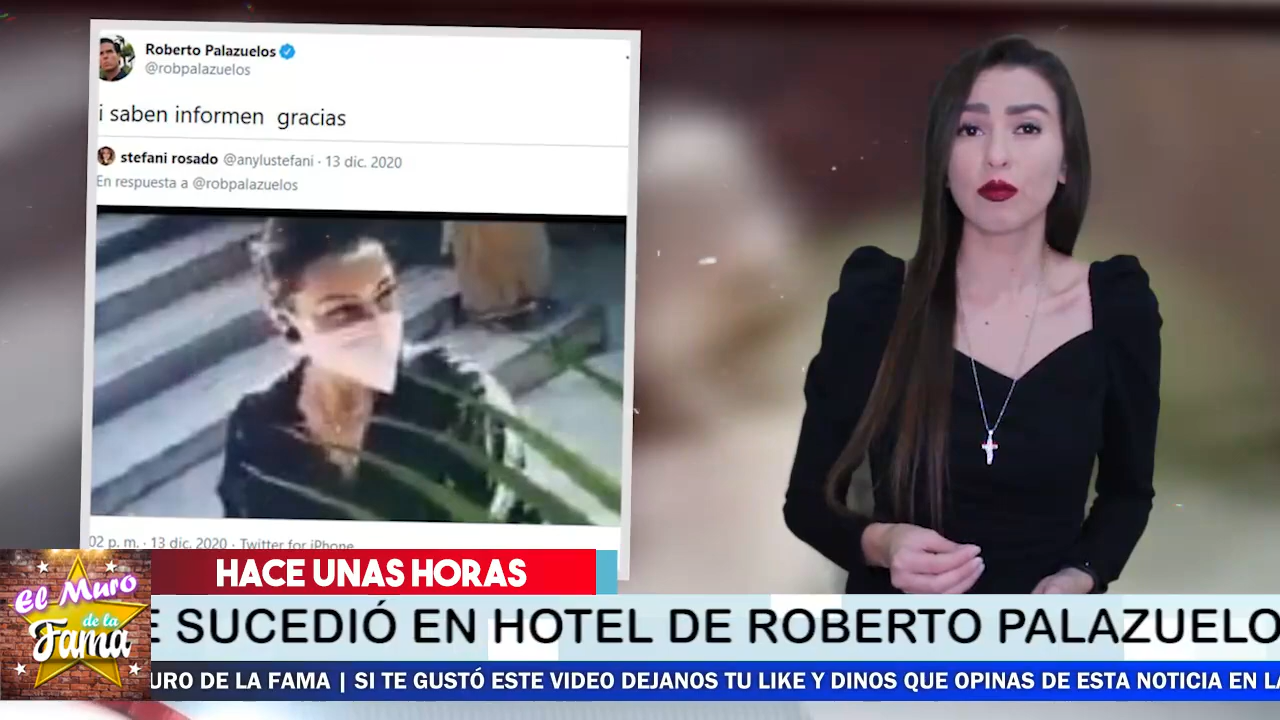 Roberto Palazuelos
@robpalazuelos
i saben informen gracias
stefani rosado @anylustefani · 13 dic. 2020
En respuesta a @robpalazuelos
02 p. m. · 13 dic. 2020 · Twitter for iPhone
HACE UNAS HORAS
El Muro
de la
Fama
E SUCEDIÓ EN HOTEL DE ROBERTO PALAZUELO
URO DE LA FAMA | SI TE GUSTÓ ESTE VIDEO DEJANOS TU LIKE Y DINOS QUE OPINAS DE ESTA NOTICIA EN LA